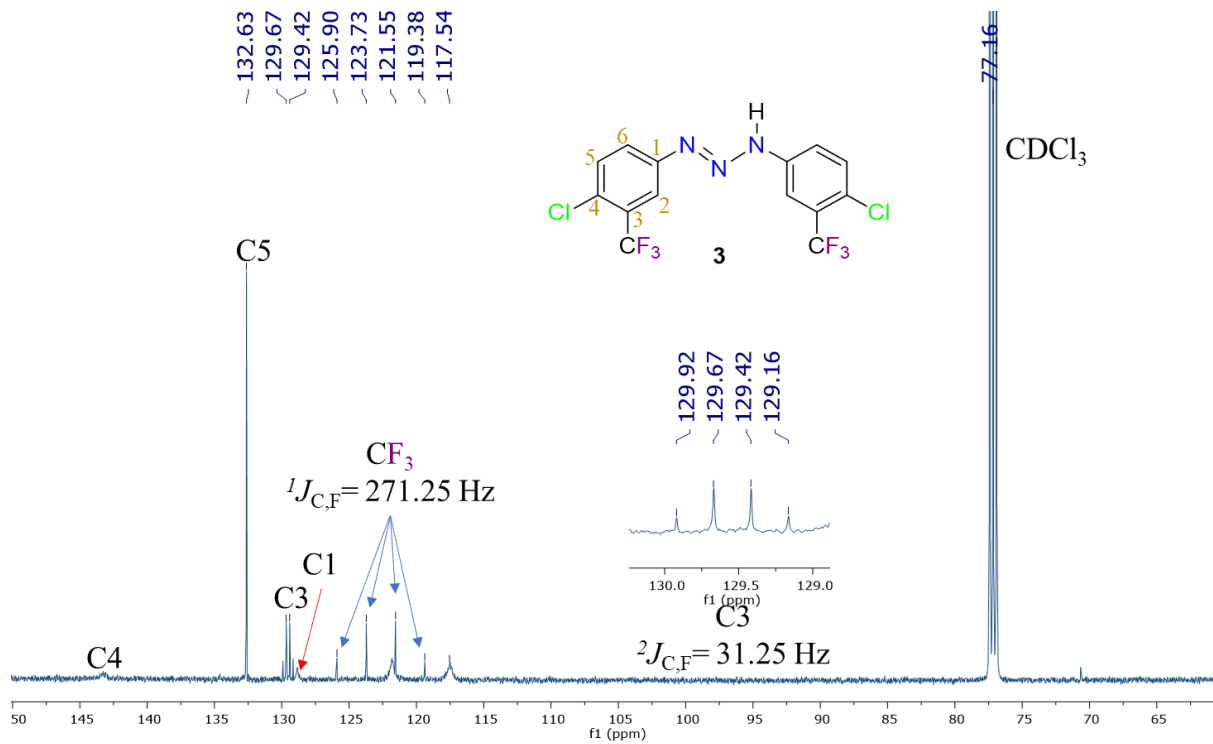 132.63
129.67
129.42
125.90
123.73
121.55
119.38
117.54
77.16
CDCl3
H
N
N
N
1
2
3
4
5
6
Cl
Cl
CF3
CF3
3
C5
CF3
1JC,F= 271.25 Hz
C1
C3
C4
129.92
129.67
129.42
129.16
130.0 129.5 129.0
f1 (ppm)
C3
2JC,F= 31.25 Hz
50 145 140 135 130 125 120 115 110 105 100 95 90 85 80 75 70 65
f1 (ppm)